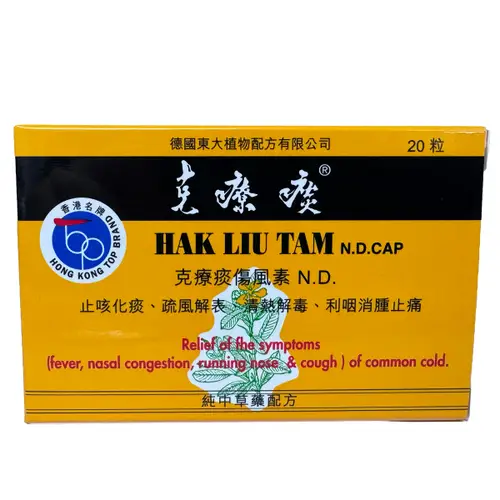 德國東大植物配方有限公司
20 粒
克療痰®
香港名牌
HONG KONG TOP BRAND
HAK LIU TAM N.D.CAP
克療痰傷風素 N.D.
止咳化痰、疏風解表、清熱解毒、利咽消腫止痛
Relief of the symptoms
(fever, nasal congestion, running nose & cough ) of common cold.
純中草藥配方